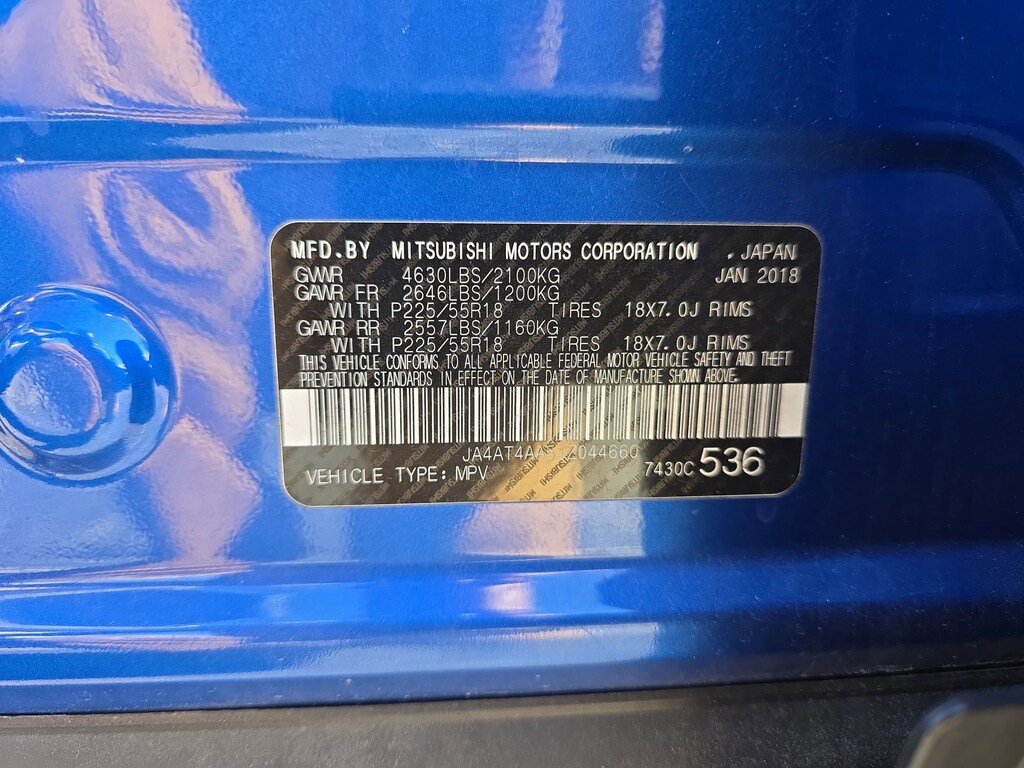 MFD.BY MITSUBISHI MOTORS CORPORATION . JAPAN
GVWR 4630LBS/2100KG JAN 2018
GAWR FR 2646LBS/1200KG
WITH P225/55R18 TIRES 18X7.0J RIMS
GAWR RR 2557LBS/1160KG
WITH P225/55R18 TIRES 18X7.0J RIMS
THIS VEHICLE CONFORMS TO ALL APPLICABLE FEDERAL MOTOR VEHICLE SAFETY AND THEFT
PREVENTION STANDARDS IN EFFECT ON THE DATE OF MANUFACTURE SHOWN ABOVE.
VEHICLE TYPE: MPV 7430C 536